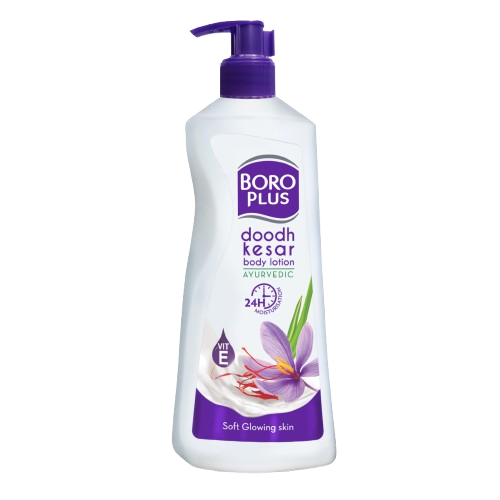 BORO
PLUS
doodh
kesar
body lotion
AYURVEDIC
24H
MOISTURISATION
VIT
E
Soft Glowing skin